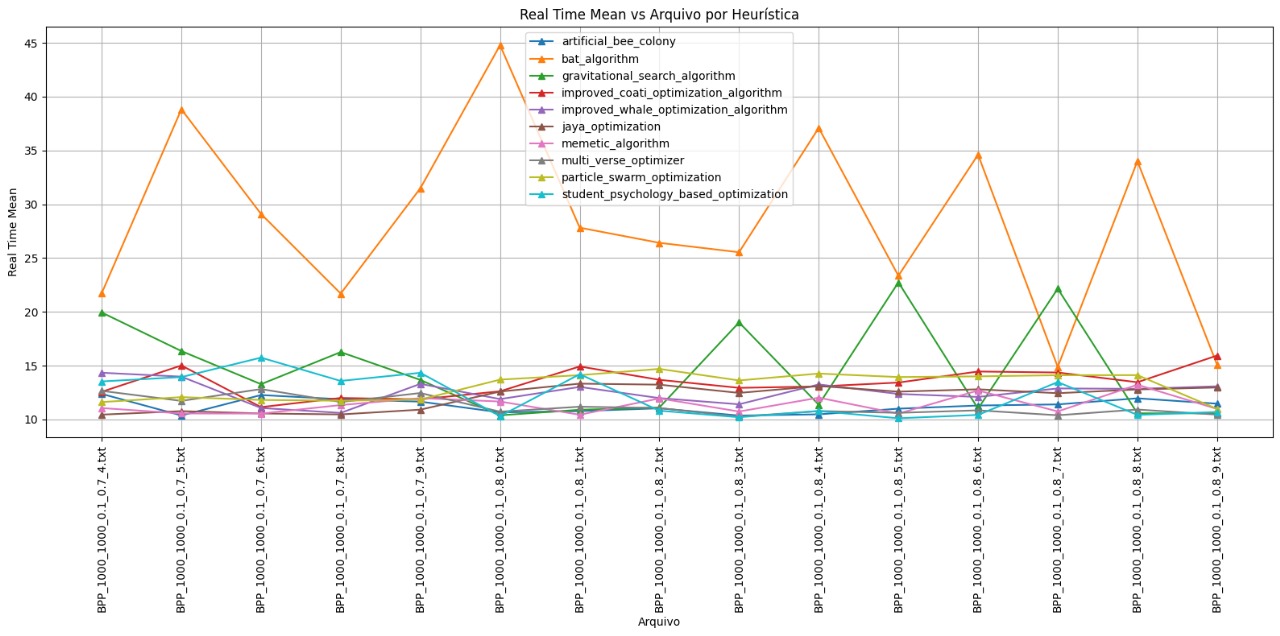 Real Time Mean vs Arquivo por Heurística
Real Time Mean
45
40
35
30
25
20
15
10
artificial_bee_colony
bat_algorithm
gravitational_search_algorithm
improved_coati_optimization_algorithm
improved_whale_optimization_algorithm
jaya_optimization
memetic_algorithm
multi_verse_optimizer
particle_swarm_optimization
student_psychology_based_optimization
BPP_1000_1000_0.1_0.7_4.txt
BPP_1000_1000_0.1_0.7_5.txt
BPP_1000_1000_0.1_0.7_6.txt
BPP_1000_1000_0.1_0.7_8.txt
BPP_1000_1000_0.1_0.7_9.txt
BPP_1000_1000_0.1_0.8_0.txt
BPP_1000_1000_0.1_0.8_1.txt
BPP_1000_1000_0.1_0.8_2.txt
BPP_1000_1000_0.1_0.8_3.txt
BPP_1000_1000_0.1_0.8_4.txt
BPP_1000_1000_0.1_0.8_5.txt
BPP_1000_1000_0.1_0.8_6.txt
BPP_1000_1000_0.1_0.8_7.txt
BPP_1000_1000_0.1_0.8_8.txt
BPP_1000_1000_0.1_0.8_9.txt
Arquivo